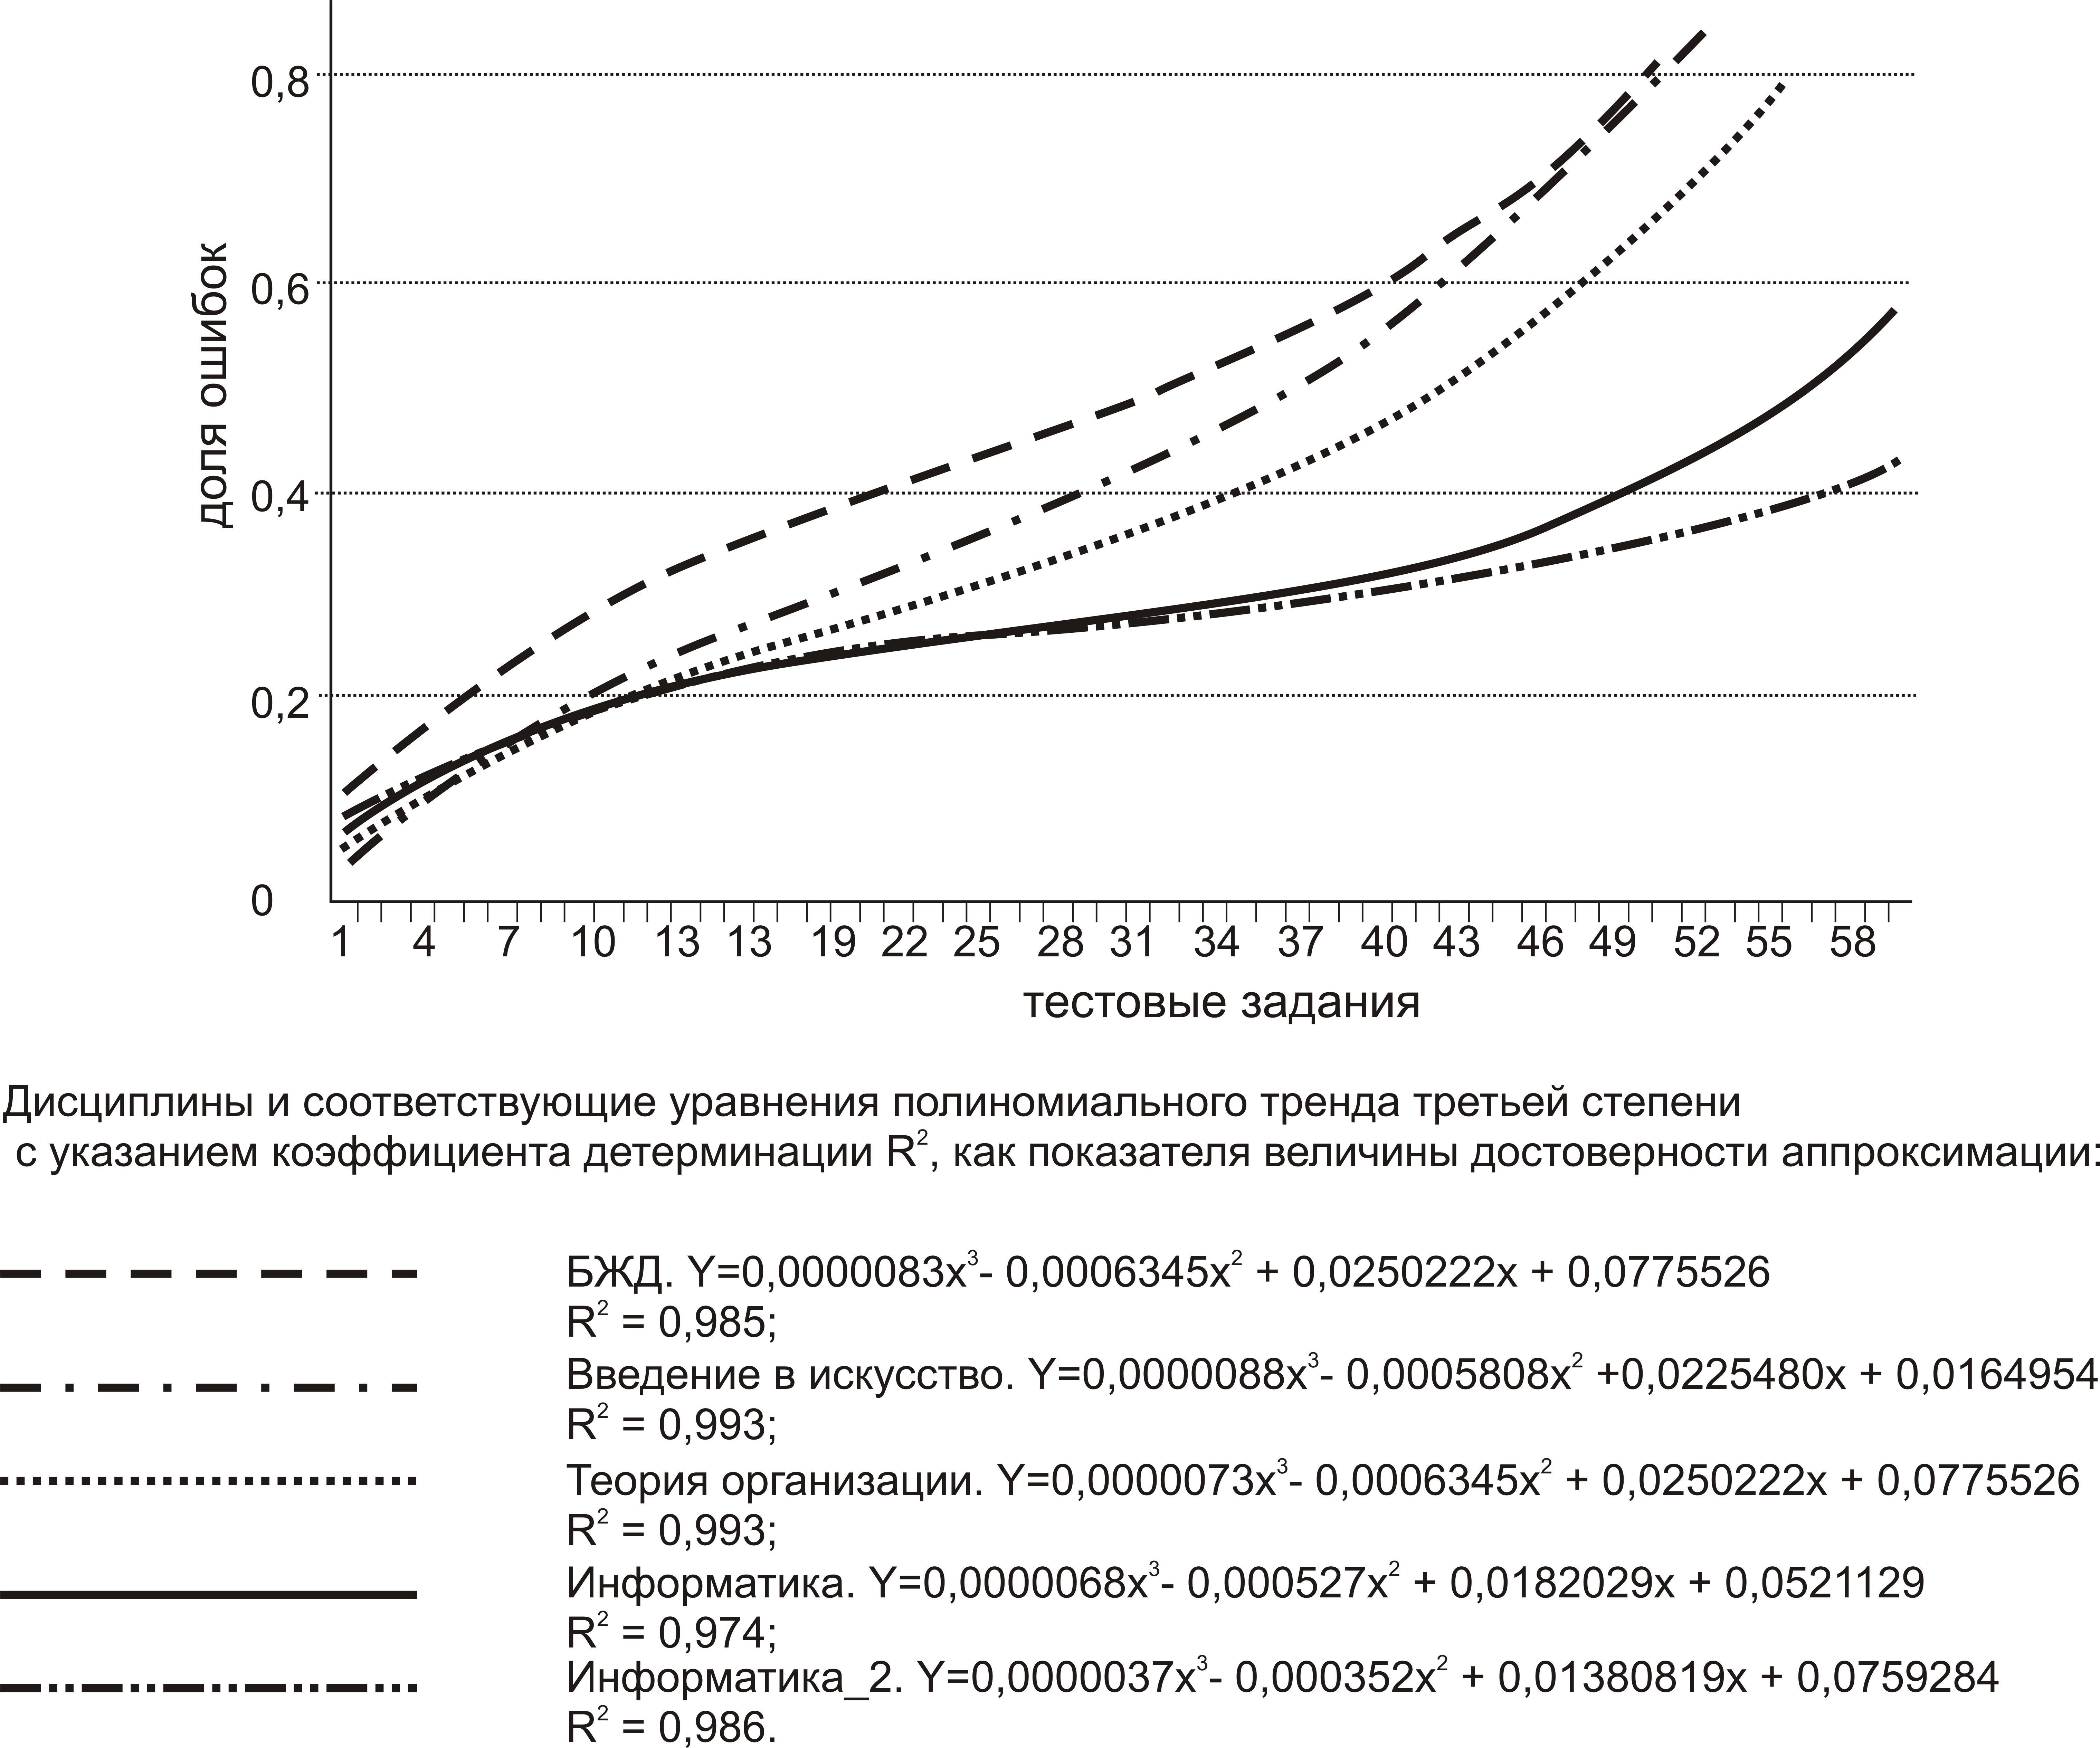 0,8
0,6
0,4
0,2
0
доля ошибок
1 4 7 10 13 13 19 22 25 28 31 34 37 40 43 46 49 52 55 58
тестовые задания
Дисциплины и соответствующие уравнения полиномиального тренда третьей степени
с указанием коэффициента детерминации R², как показателя величины достоверности аппроксимации:
БЖД. Y=0,0000083x³- 0,0006345x² + 0,0250222x + 0,0775526
R² = 0,985;
Введение в искусство. Y=0,0000088x³- 0,0005808x² +0,0225480x + 0,0164954
R² = 0,993;
Теория организации. Y=0,0000073x³- 0,0006345x² + 0,0250222x + 0,0775526
R² = 0,993;
Информатика. Y=0,0000068x³- 0,000527x² + 0,0182029x + 0,0521129
R² = 0,974;
Информатика_2. Y=0,0000037x³- 0,000352x² + 0,01380819x + 0,0759284
R² = 0,986.